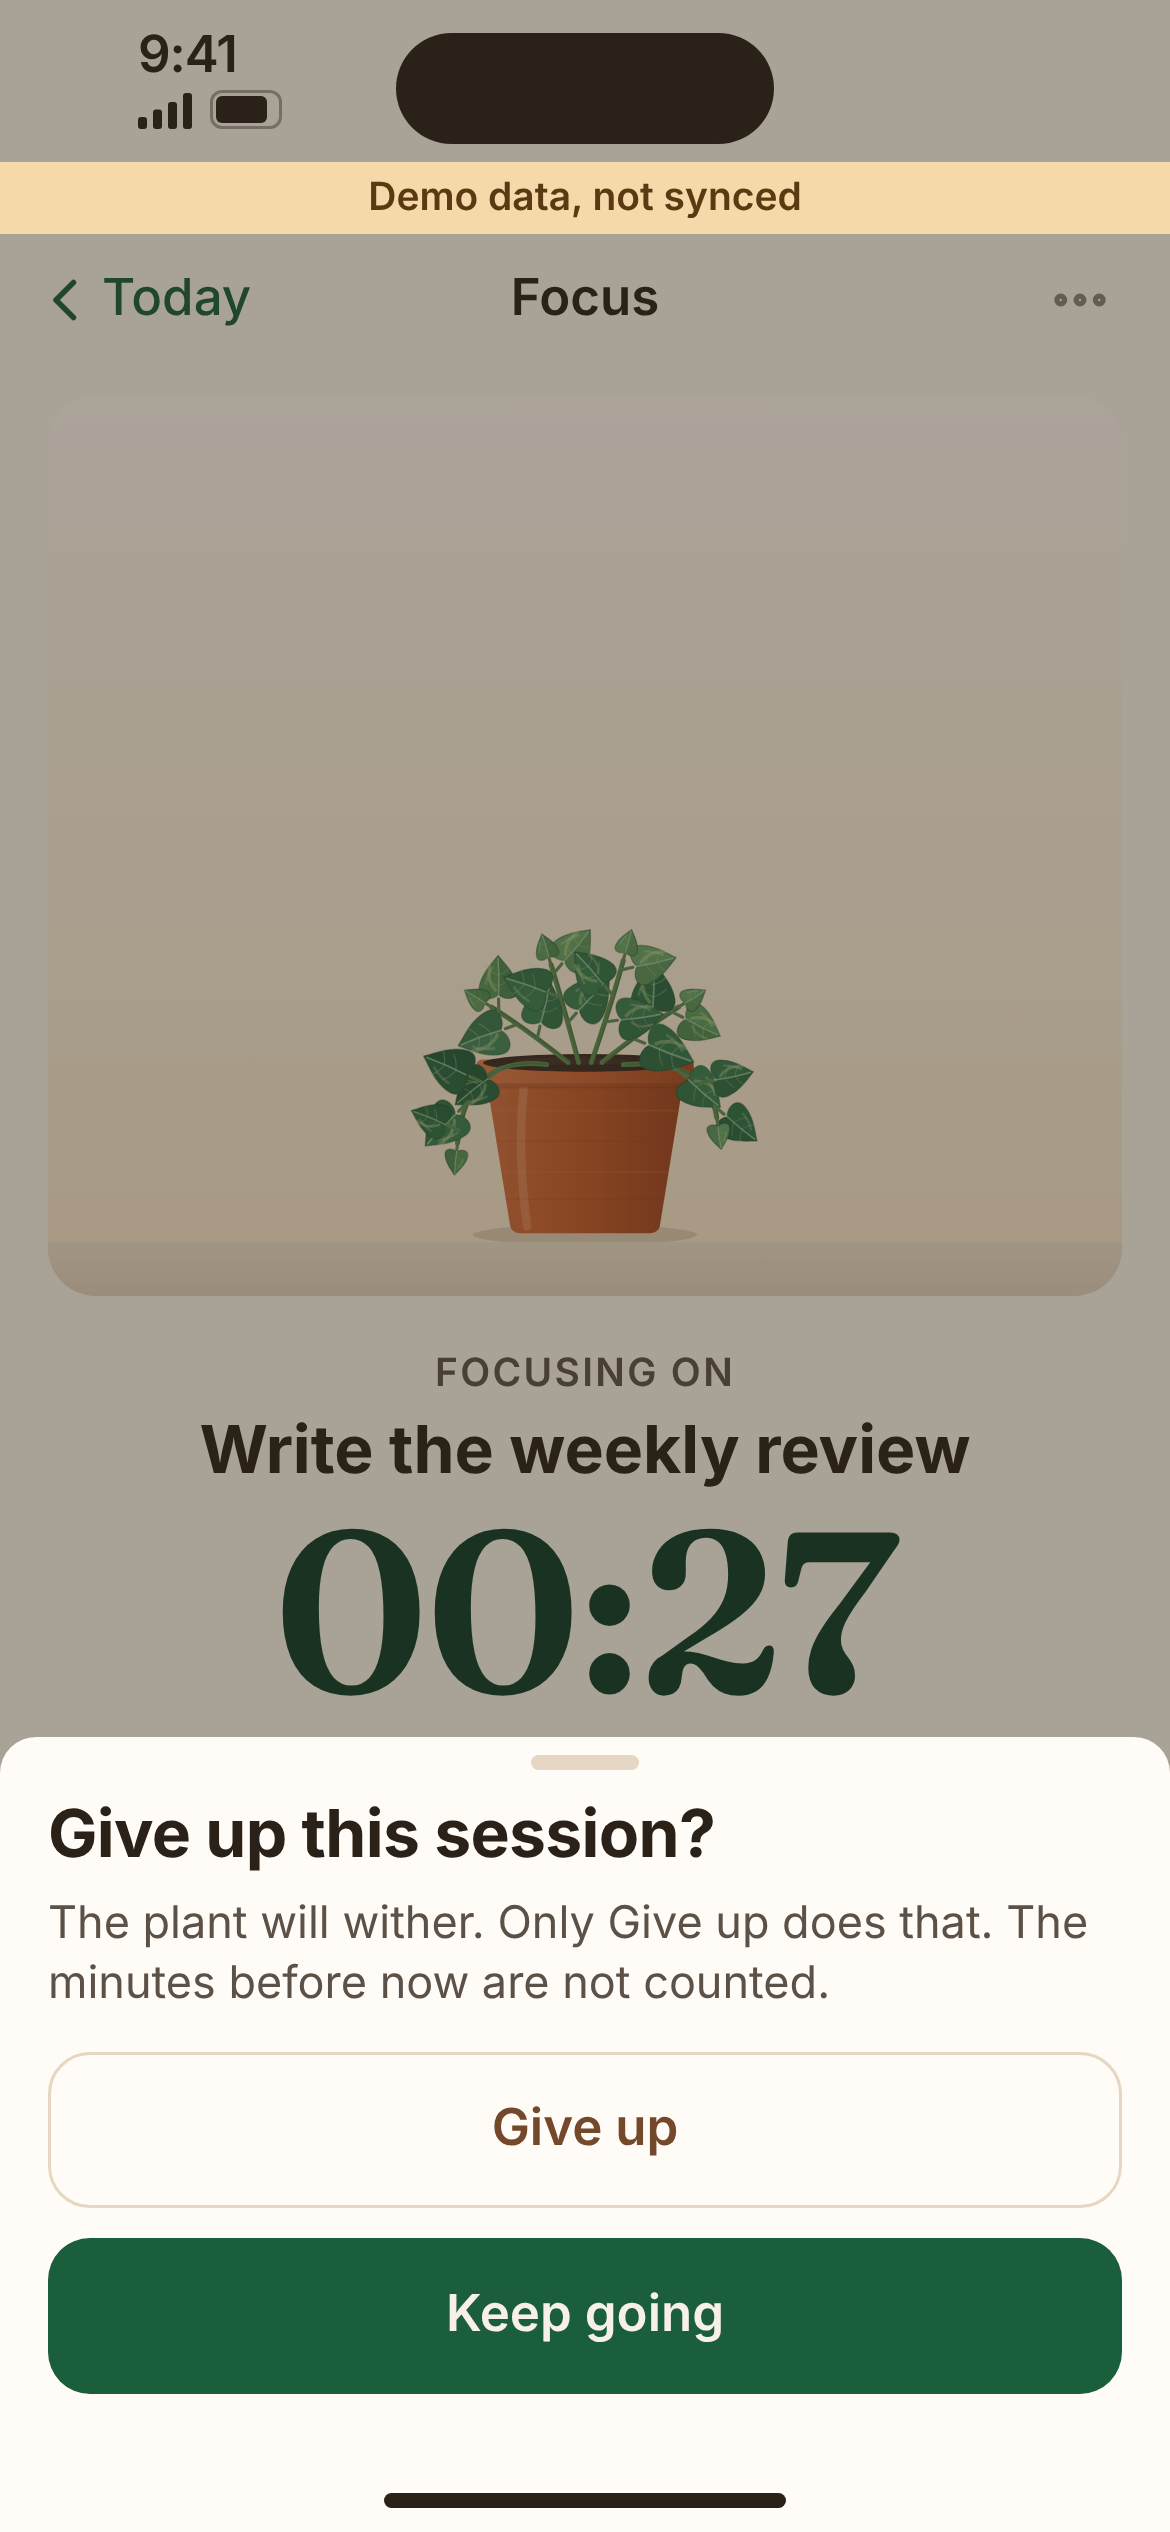 9:41
Demo data, not synced
Today
Focus
FOCUSING ON
Write the weekly review
00:27
Give up this session?
The plant will wither. Only Give up does that. The
minutes before now are not counted.
Give up
Keep going